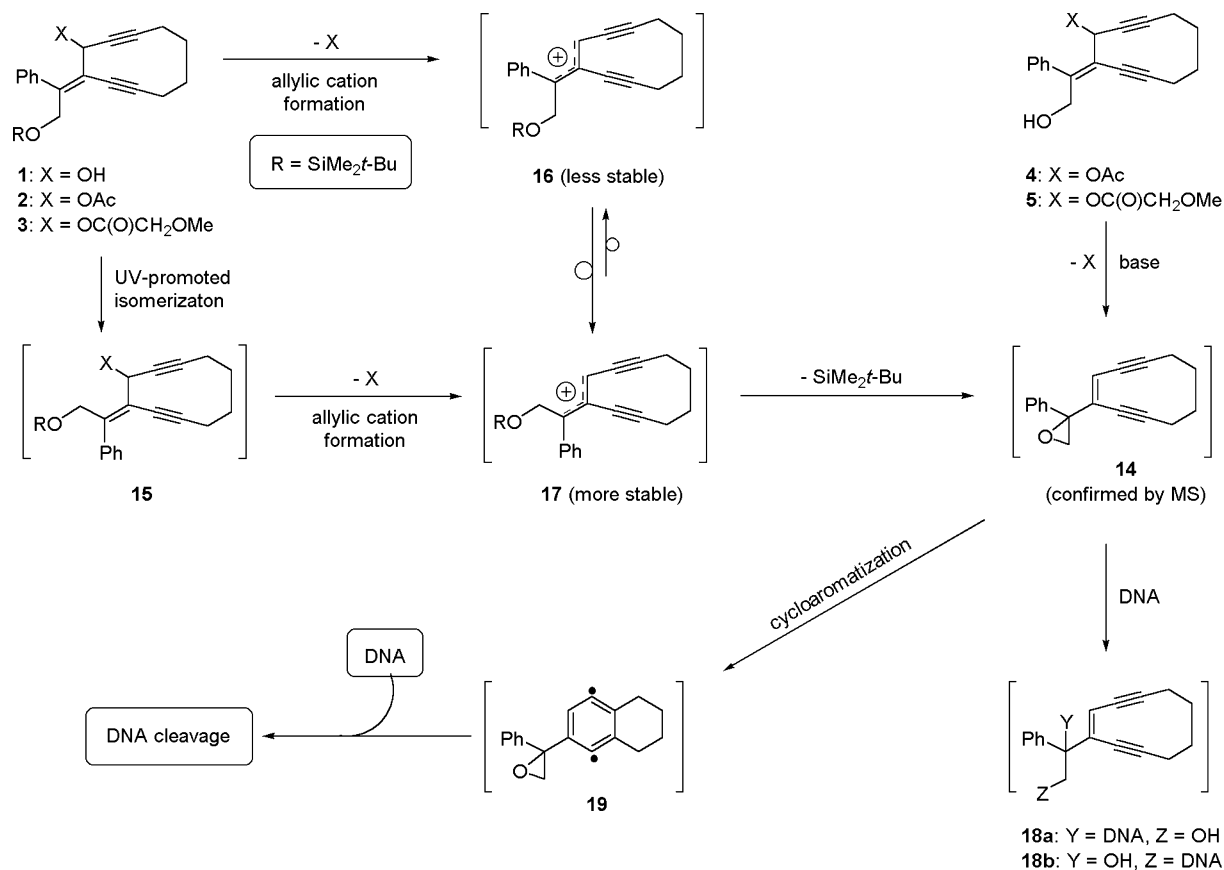 X
Ph
RO
- X
allylic cation
formation
R = SiMe2t-Bu
+
Ph
RO
16 (less stable)
X
Ph
HO
1: X = OH
2: X = OAc
3: X = OC(O)CH2OMe
4: X = OAc
5: X = OC(O)CH2OMe
UV-promoted
isomerizaton
- X base
X
RO
Ph
15
- X
allylic cation
formation
+
RO
Ph
17 (more stable)
- SiMe2t-Bu
Ph
O
14
(confirmed by MS)
cycloaromatization
DNA
DNA
DNA cleavage
Ph
O
19
Y
Ph
Z
18a: Y = DNA, Z = OH
18b: Y = OH, Z = DNA